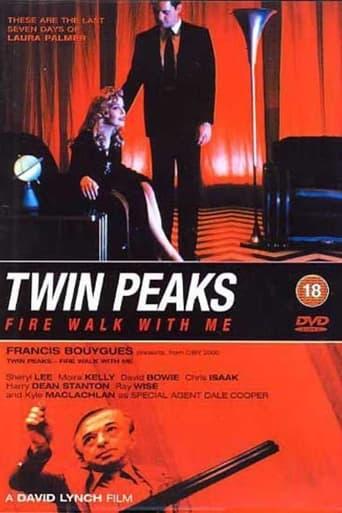 THESE ARE THE LAST
SEVEN DAYS OF
LAURA PALMER
TWIN PEAKS
18
FIRE WALK WITH ME
DVD
FRANCIS BOUYGUES presents, from CIBY 2000
TWIN PEAKS - FIRE WALK WITH ME
Sheryl LEE Moira KELLY David BOWIE Chris ISAAK
Harry DEAN STANTON Ray WISE
and Kyle MACLACHLAN as SPECIAL AGENT DALE COOPER
A DAVID LYNCH FILM